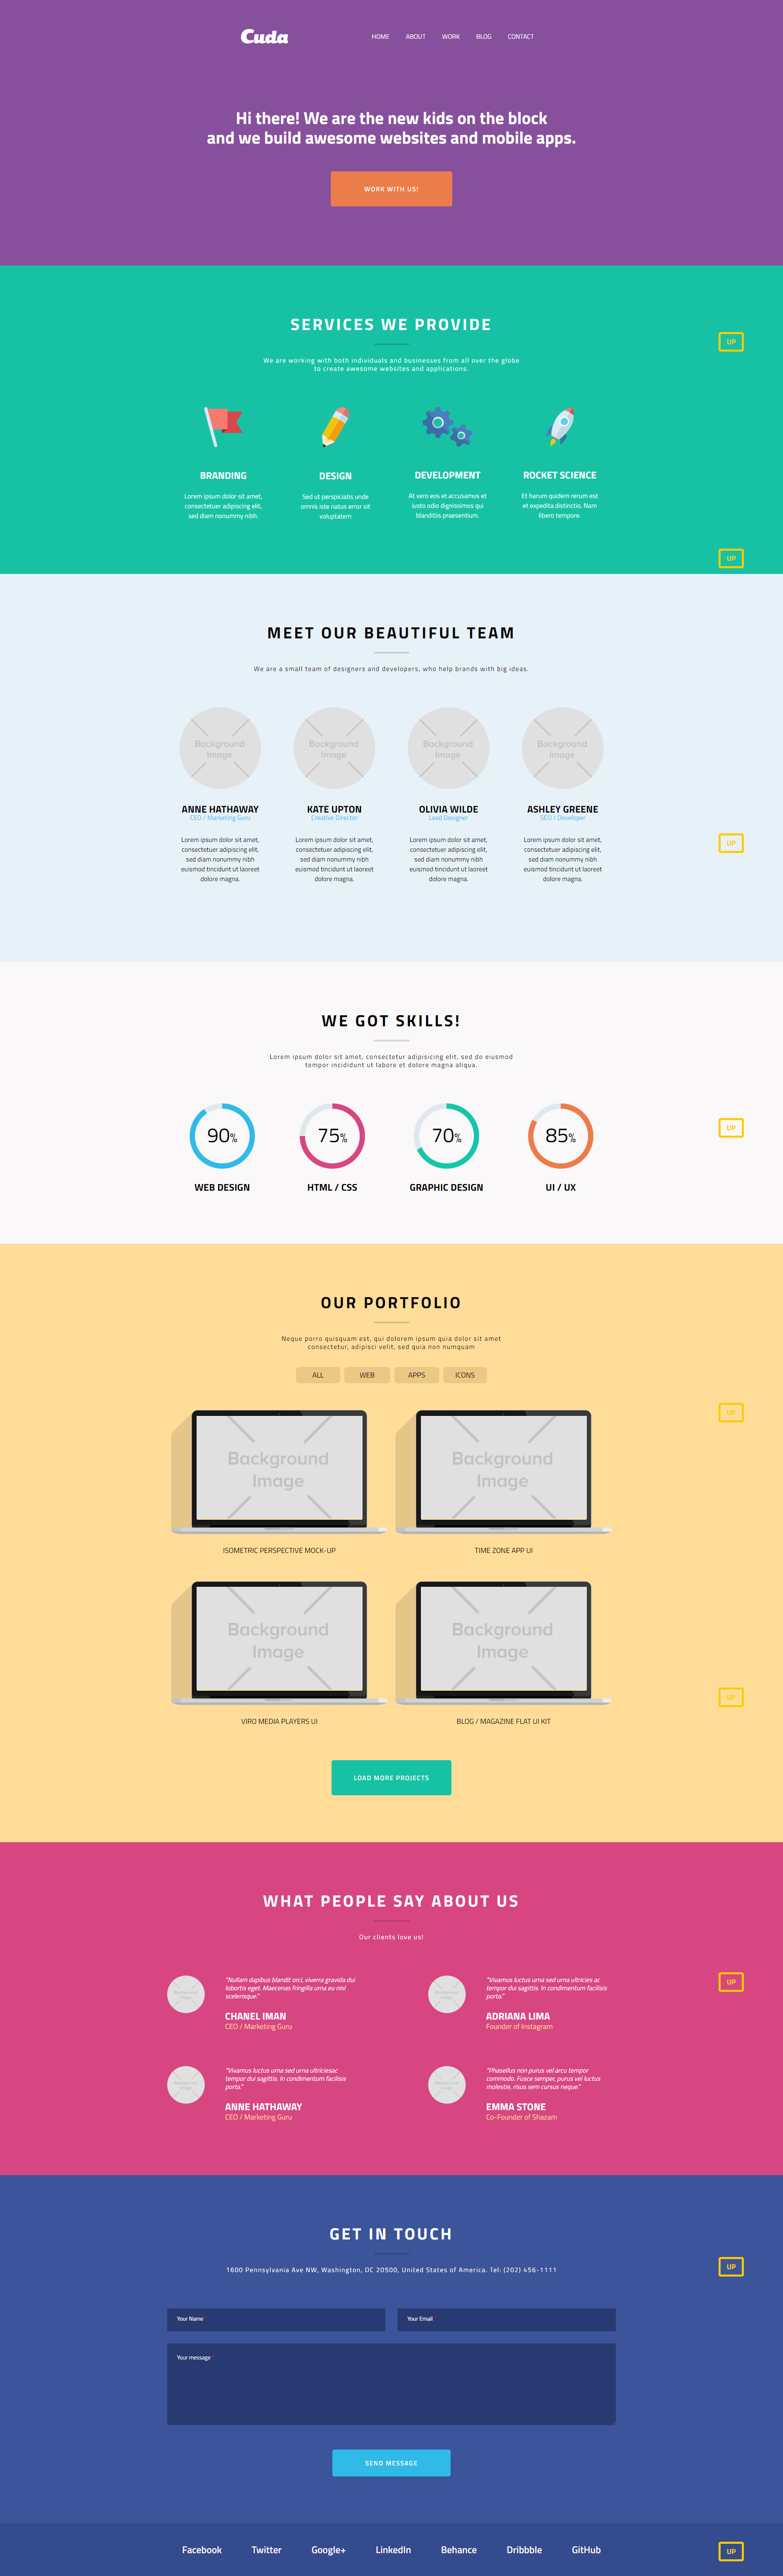 Cuda
HOME ABOUT WORK BLOG CONTACT
Hi there! We are the new kids on the block
and we build awesome websites and mobile apps.
WORK WITH US!
SERVICES WE PROVIDE
UP
We are working with both individuals and businesses from all over the globe
to create awesome websites and applications.
BRANDING
Lorem ipsum dolor sit amet,
consectetuer adipiscing elit,
sed diam nonummy nibh.
DESIGN
Sed ut perspiciatis unde
omnis iste natus error sit
voluptatem
DEVELOPMENT
At vero eos et accusamus et
iusto odio dignissimos qui
blanditiis praesentium.
ROCKET SCIENCE
Et harum quidem rerum est
et expedita distinctio. Nam
libero tempore.
UP
MEET OUR BEAUTIFUL TEAM
We are a small team of designers and developers, who help brands with big ideas.
Background
Image
ANNE HATHAWAY
CEO / Marketing Guru
Lorem ipsum dolor sit amet,
consectetuer adipiscing elit,
sed diam nonummy nibh
euismod tincidunt ut laoreet
dolore magna.
Background
Image
KATE UPTON
Creative Director
Lorem ipsum dolor sit amet,
consectetuer adipiscing elit,
sed diam nonummy nibh
euismod tincidunt ut laoreet
dolore magna.
Background
Image
OLIVIA WILDE
Lead Designer
Lorem ipsum dolor sit amet,
consectetuer adipiscing elit,
sed diam nonummy nibh
euismod tincidunt ut laoreet
dolore magna.
Background
Image
ASHLEY GREENE
SEO / Developer
Lorem ipsum dolor sit amet,
consectetuer adipiscing elit,
sed diam nonummy nibh
euismod tincidunt ut laoreet
dolore magna.
UP
WE GOT SKILLS!
Lorem ipsum dolor sit amet, consectetur adipisicing elit, sed do eiusmod
tempor incididunt ut labore et dolore magna aliqua.
90%
WEB DESIGN
75%
HTML / CSS
70%
GRAPHIC DESIGN
85%
UI / UX
UP
OUR PORTFOLIO
Neque porro quisquam est, qui dolorem ipsum quia dolor sit amet
consectetur, adipisci velit, sed quia non numquam
ALL WEB APPS ICONS
UP
Background
Image
ISOMETRIC PERSPECTIVE MOCK-UP
Background
Image
TIME ZONE APP UI
Background
Image
VIRO MEDIA PLAYERS UI
Background
Image
BLOG / MAGAZINE FLAT UI KIT
UP
LOAD MORE PROJECTS
WHAT PEOPLE SAY ABOUT US
Our clients love us!
UP
Background
Image
"Nullam dapibus blandit orci, viverra gravida dui
lobortis eget. Maecenas fringilla urna eu nisl
scelerisque."
CHANEL IMAN
CEO / Marketing Guru
Background
Image
"Vivamus luctus urna sed urna ultricies ac
tempor dui sagittis. In condimentum facilisis
porta."
ADRIANA LIMA
Founder of Instagram
Background
Image
"Vivamus luctus urna sed urna ultriciesac
tempor dui sagittis. In condimentum facilisis
porta."
ANNE HATHAWAY
CEO / Marketing Guru
Background
Image
"Phasellus non purus vel arcu tempor
commodo. Fusce semper, purus vel luctus
molestie, risus sem cursus neque."
EMMA STONE
Co-Founder of Shazam
GET IN TOUCH
1600 Pennsylvania Ave NW, Washington, DC 20500, United States of America. Tel: (202) 456-1111
UP
Your Name
Your Email
Your message *
SEND MESSAGE
Facebook Twitter Google+ LinkedIn Behance Dribbble GitHub
UP